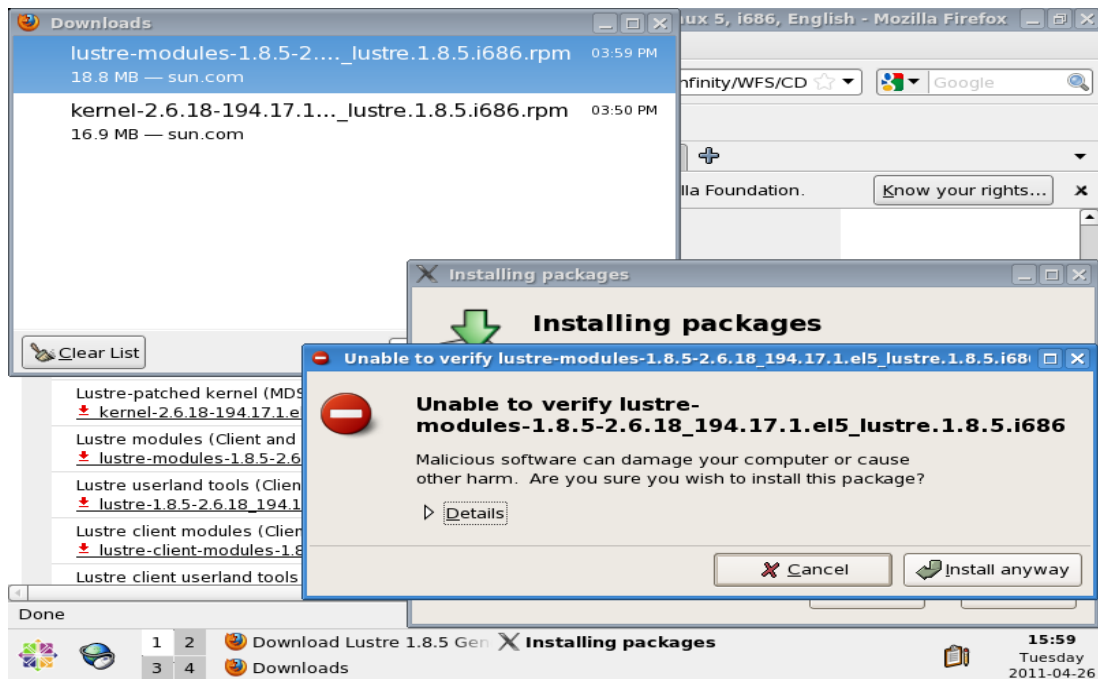 Downloads
lustre-modules-1.8.5-2...._lustre.1.8.5.i686.rpm 03:59 PM
18.8 MB — sun.com
kernel-2.6.18-194.17.1..._lustre.1.8.5.i686.rpm 03:50 PM
16.9 MB — sun.com
Clear List
ux 5, i686, English - Mozilla Firefox
nfinity/WFS/CD
Google
lla Foundation.
Know your rights...
Installing packages
Installing packages
Unable to verify lustre-modules-1.8.5-2.6.18_194.17.1.el5_lustre.1.8.5.i68
Unable to verify lustre-
modules-1.8.5-2.6.18_194.17.1.el5_lustre.1.8.5.i686
Malicious software can damage your computer or cause
other harm. Are you sure you wish to install this package?
Details
Cancel
Install anyway
Lustre-patched kernel (MDS
kernel-2.6.18-194.17.1.e
Lustre modules (Client and
lustre-modules-1.8.5-2.6
Lustre userland tools (Clien
lustre-1.8.5-2.6.18_194.1
Lustre client modules (Clien
lustre-client-modules-1.8
Lustre client userland tools
Done
1 2
3 4
Download Lustre 1.8.5 Gen
Installing packages
Downloads
15:59
Tuesday
2011-04-26